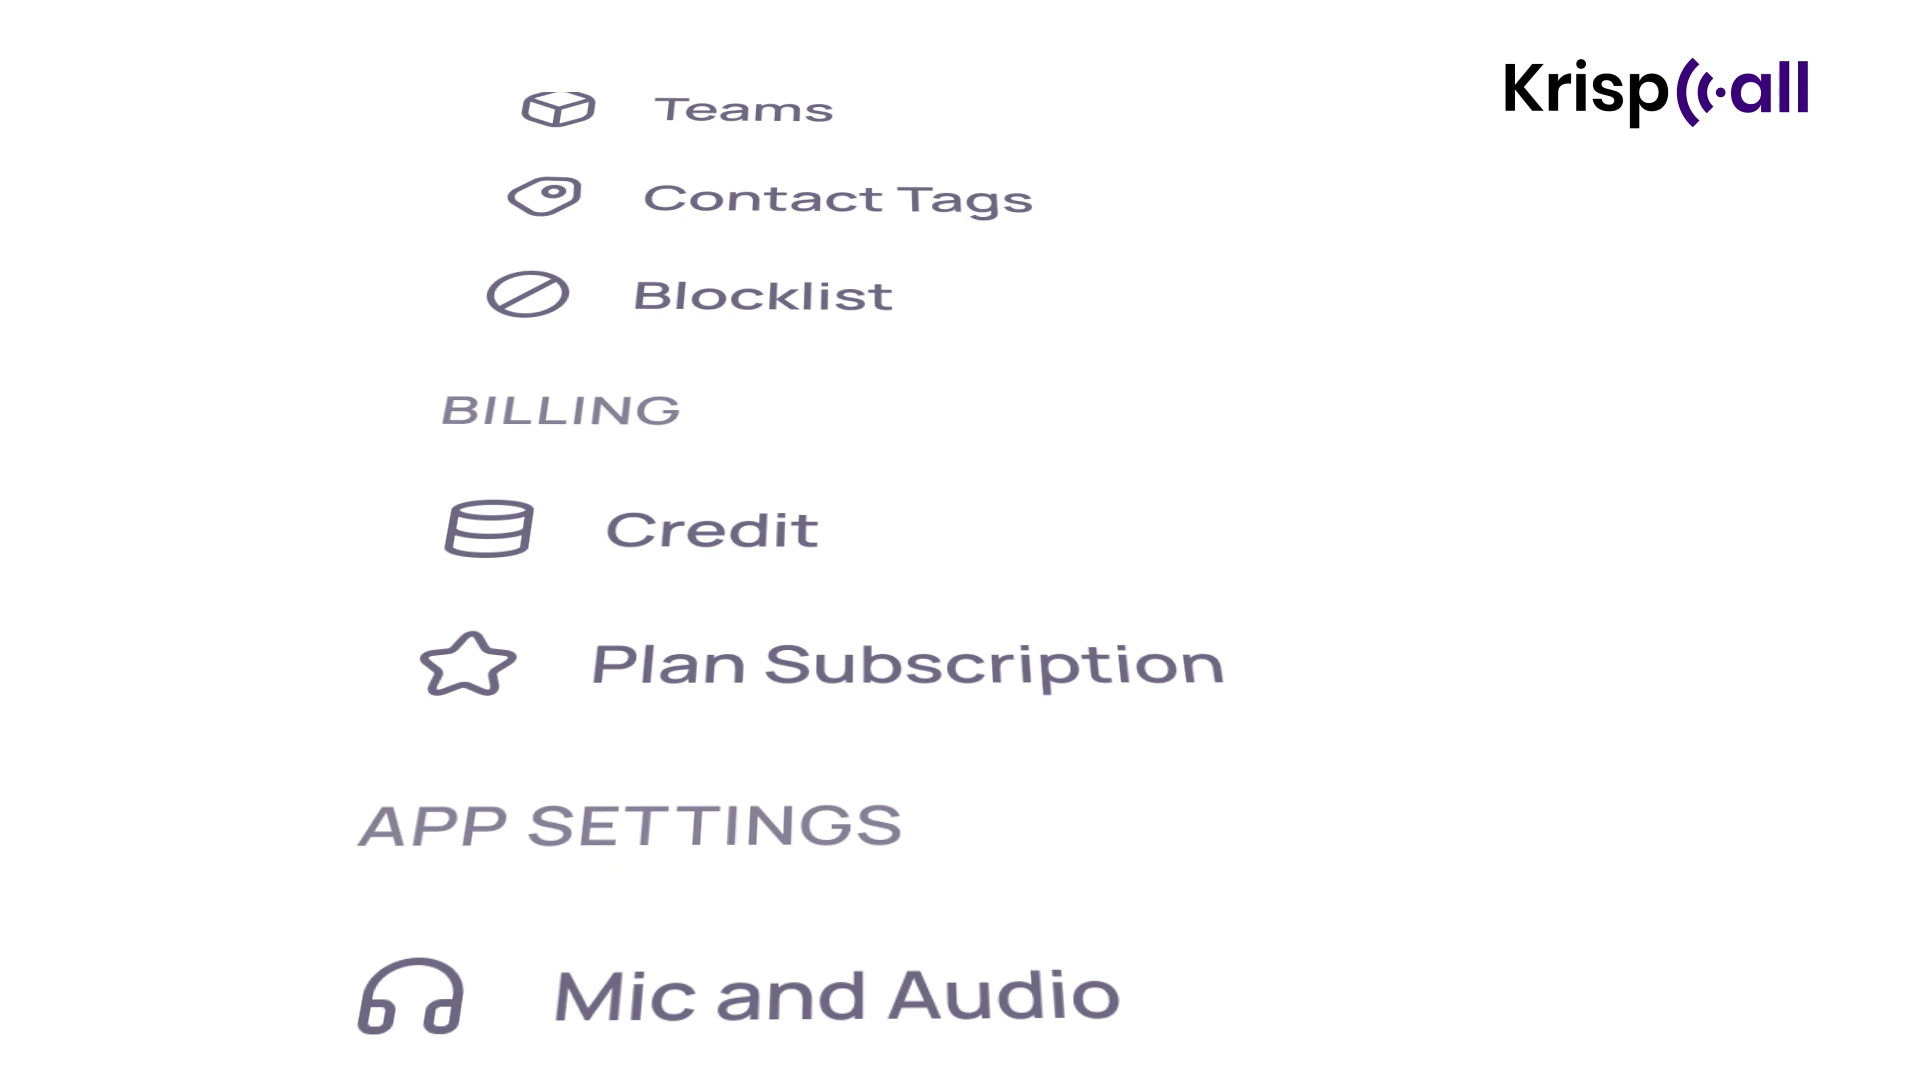 KrispCall
Teams
Contact Tags
Blocklist
BILLING
Credit
Plan Subscription
APP SETTINGS
Mic and Audio